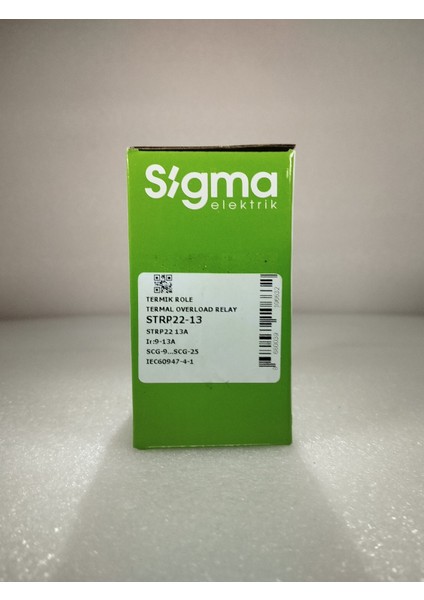 Sigma
elektrik
TERMIK ROLE
TERMAL OVERLOAD RELAY
STRP22-13
STRP22 13A
Ir:9-13A
SCG-9...SCG-25
IEC60947-4-1